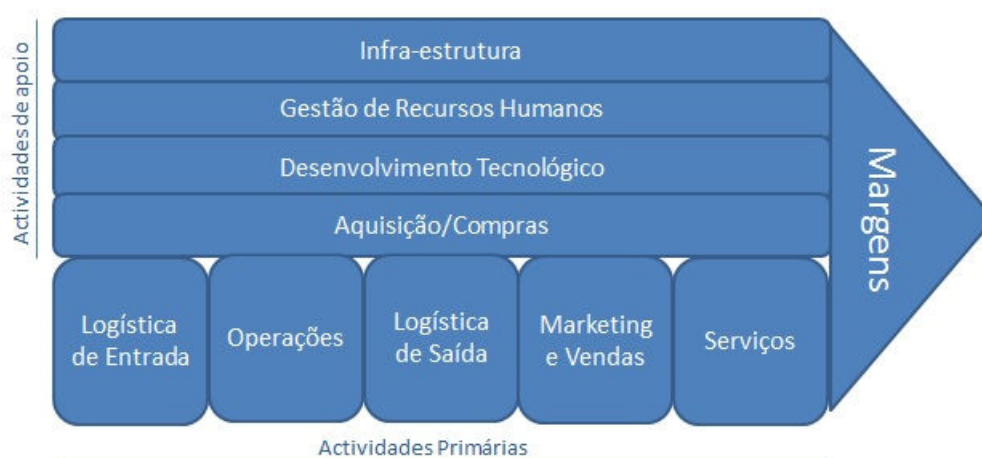 Actividades de apoio
Infra-estrutura
Gestão de Recursos Humanos
Desenvolvimento Tecnológico
Aquisição/Compras
Logística
de Entrada
Operações
Logística
de Saída
Marketing
e Vendas
Serviços
Margens
Actividades Primárias